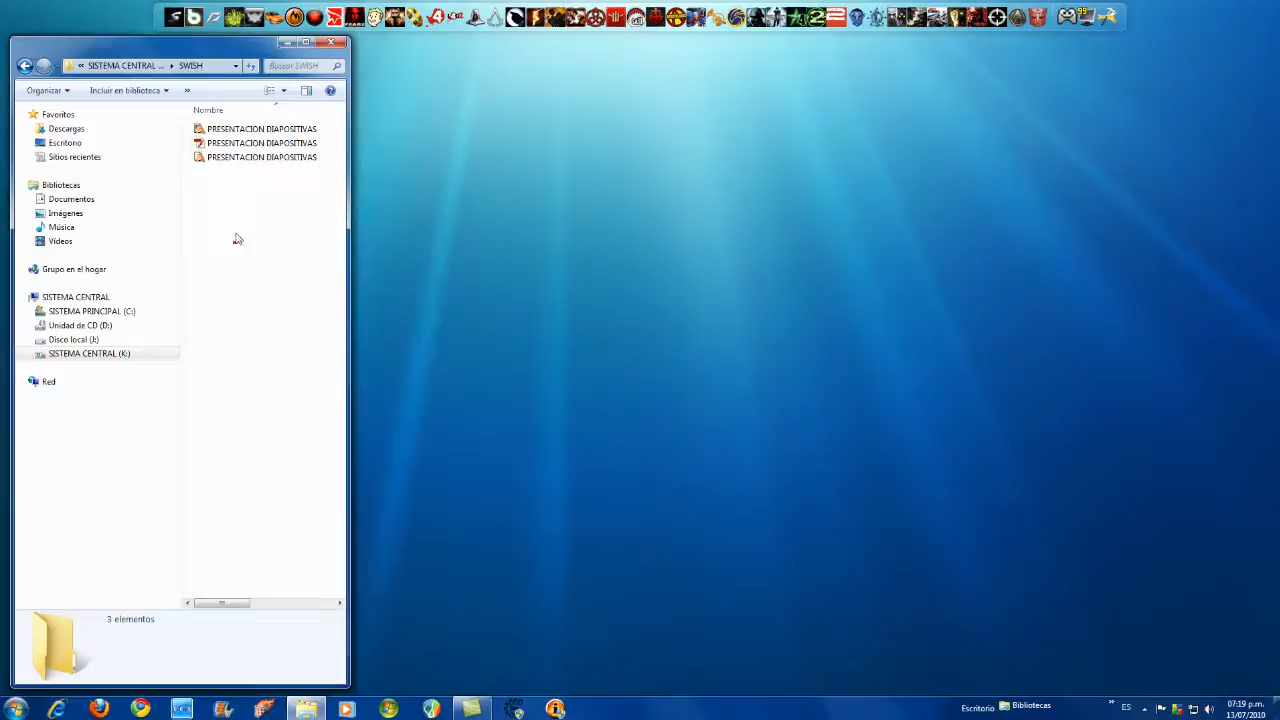 SISTEMA CENTRAL ... SWISH
Buscar SWISH
Organizar Incluir en biblioteca »
Nombre
Favoritos
Descargas
Escritorio
Sitios recientes
Bibliotecas
Documentos
Imágenes
Música
Vídeos
Grupo en el hogar
SISTEMA CENTRAL
SISTEMA PRINCIPAL (C:)
Unidad de CD (D:)
Disco local (J:)
SISTEMA CENTRAL (K:)
Red
PRESENTACION DIAPOSITIVAS
PRESENTACION DIAPOSITIVAS
PRESENTACION DIAPOSITIVAS
3 elementos
Escritorio Bibliotecas » ES
07:19 p.m.
13/07/2010